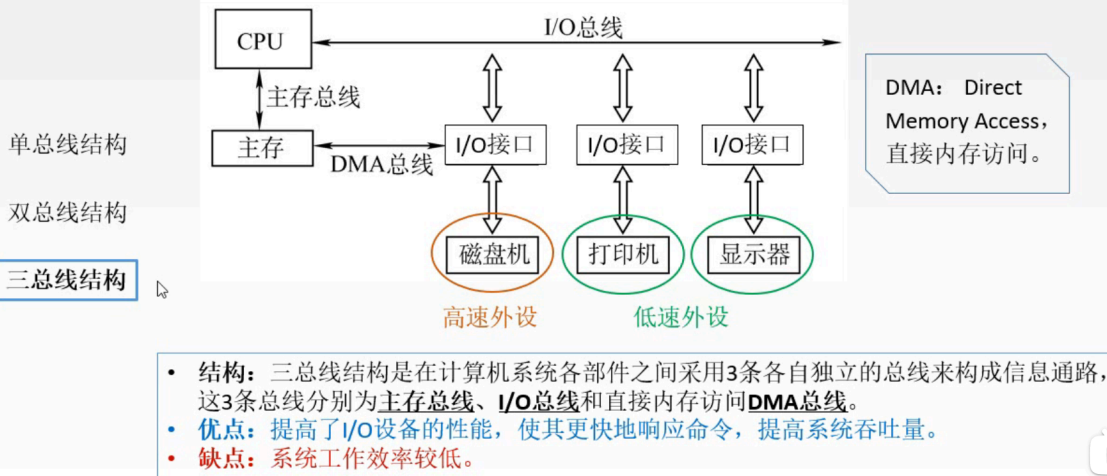 I/O总线
CPU
主存总线
主存
DMA总线
I/O接口
I/O接口
I/O接口
磁盘机
打印机
显示器
高速外设
低速外设
DMA： Direct
Memory Access，
直接内存访问。
单总线结构
双总线结构
三总线结构
• 结构：三总线结构是在计算机系统各部件之间采用3条各自独立的总线来构成信息通路，
这3条总线分别为主存总线、I/O总线和直接内存访问DMA总线。
• 优点：提高了I/O设备的性能，使其更快地响应命令，提高系统吞吐量。
• 缺点：系统工作效率较低。